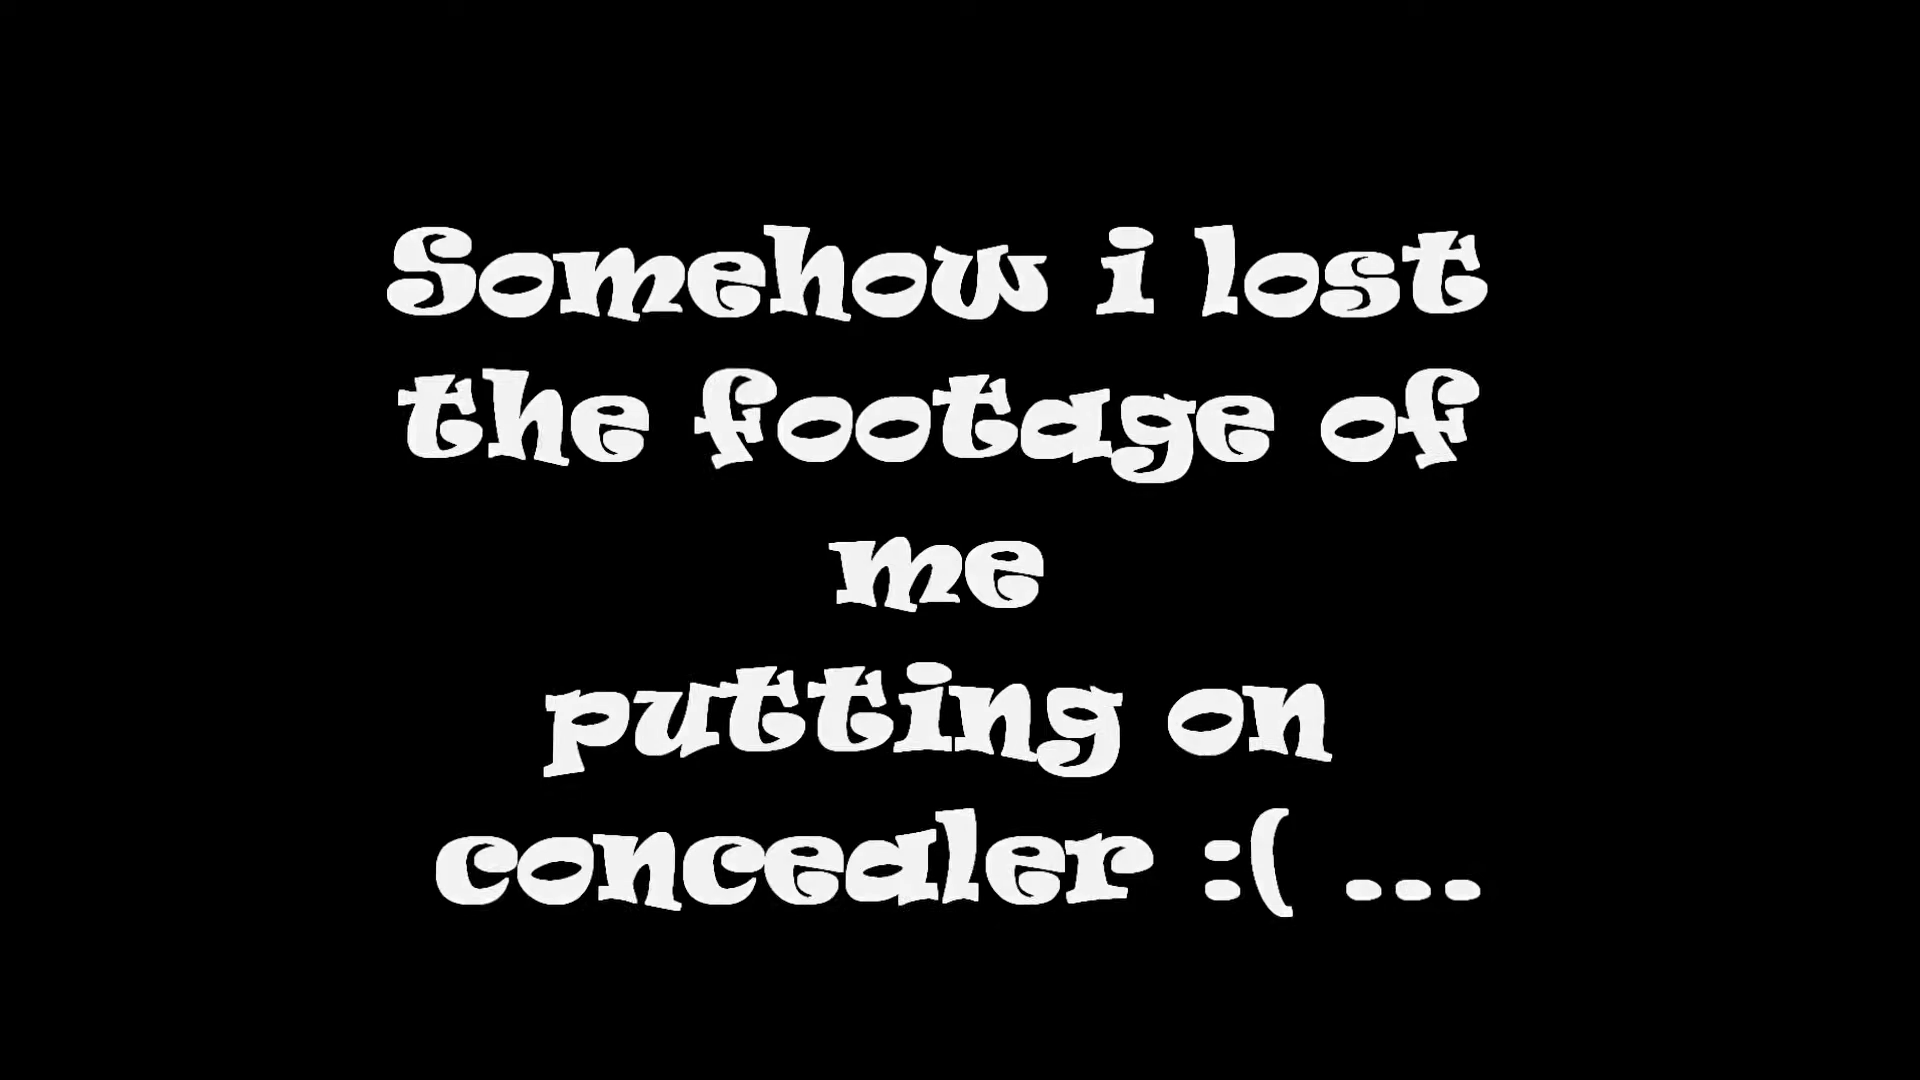 Somehow i lost
the footage of
me
putting on
concealer :( ...